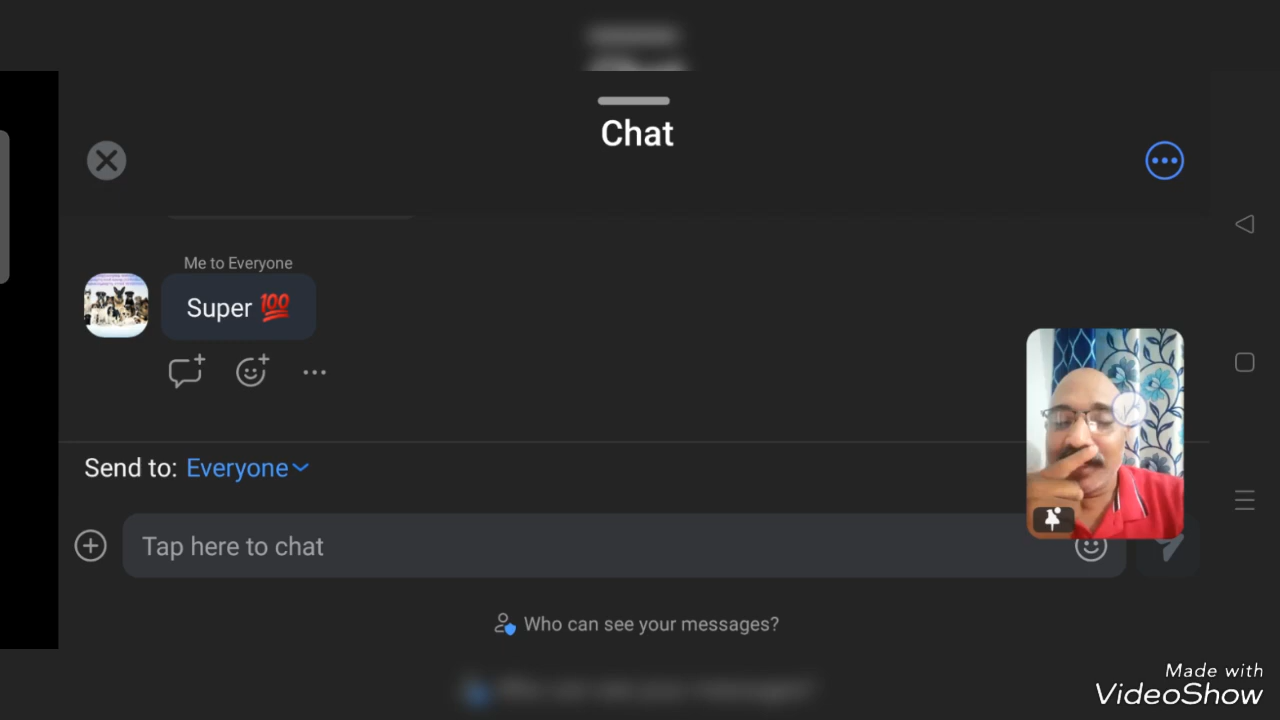 Chat
Me to Everyone
Super 💯
Send to: Everyone
Tap here to chat
Who can see your messages?
Made with
VideoShow